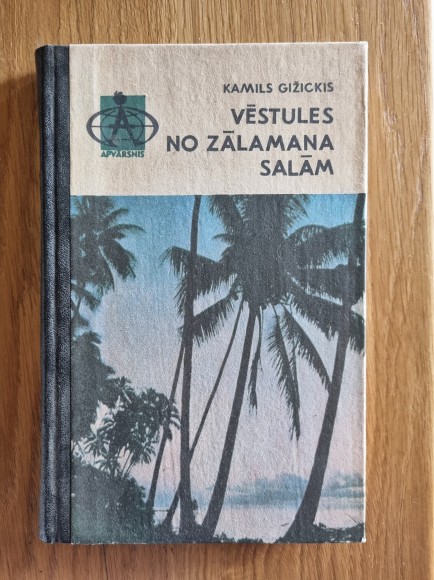 KAMILS GIŽICKIS
VĒSTULES
NO ZĀLAMANA
SALĀM
APVĀRSNIS